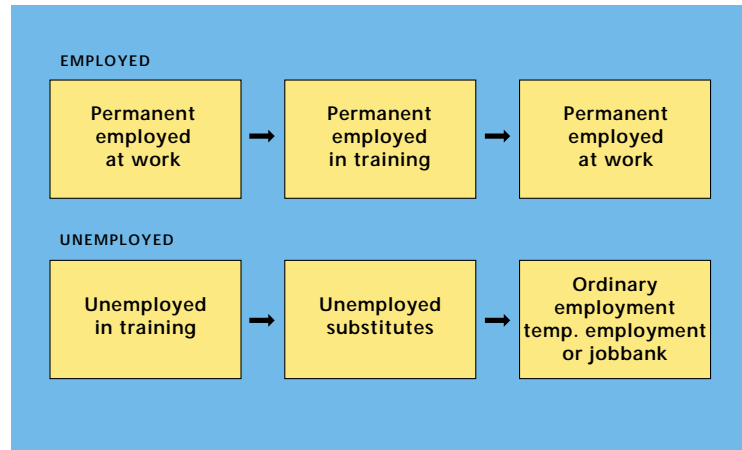 EMPLOYED
Permanent
employed
at work
Permanent
employed
in training
Permanent
employed
at work
UNEMPLOYED
Unemployed
in training
Unemployed
substitutes
Ordinary
employment
temp. employment
or jobbank